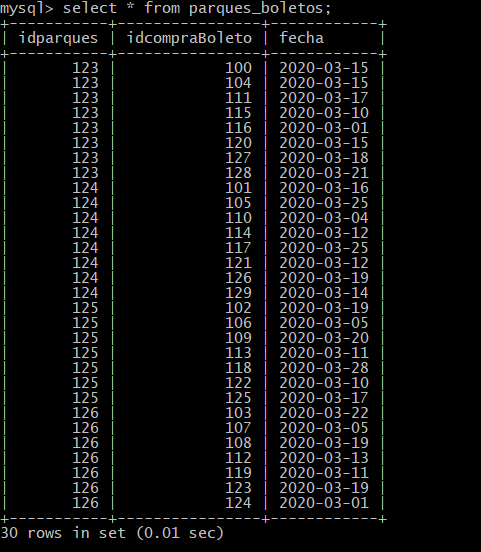 mysql> select * from parques_boletos;
+-----------+----------------+------------+
| idparques | idcompraBoleto | fecha      |
+-----------+----------------+------------+
|       123 |            100 | 2020-03-15 |
|       123 |            104 | 2020-03-15 |
|       123 |            111 | 2020-03-17 |
|       123 |            115 | 2020-03-10 |
|       123 |            116 | 2020-03-01 |
|       123 |            120 | 2020-03-15 |
|       123 |            127 | 2020-03-18 |
|       123 |            128 | 2020-03-21 |
|       124 |            101 | 2020-03-16 |
|       124 |            105 | 2020-03-25 |
|       124 |            110 | 2020-03-04 |
|       124 |            114 | 2020-03-12 |
|       124 |            117 | 2020-03-25 |
|       124 |            121 | 2020-03-12 |
|       124 |            126 | 2020-03-19 |
|       124 |            129 | 2020-03-14 |
|       125 |            102 | 2020-03-19 |
|       125 |            106 | 2020-03-05 |
|       125 |            109 | 2020-03-20 |
|       125 |            113 | 2020-03-11 |
|       125 |            118 | 2020-03-28 |
|       125 |            122 | 2020-03-10 |
|       125 |            125 | 2020-03-17 |
|       126 |            103 | 2020-03-22 |
|       126 |            107 | 2020-03-05 |
|       126 |            108 | 2020-03-19 |
|       126 |            112 | 2020-03-13 |
|       126 |            119 | 2020-03-11 |
|       126 |            123 | 2020-03-19 |
|       126 |            124 | 2020-03-01 |
+-----------+----------------+------------+
30 rows in set (0.01 sec)